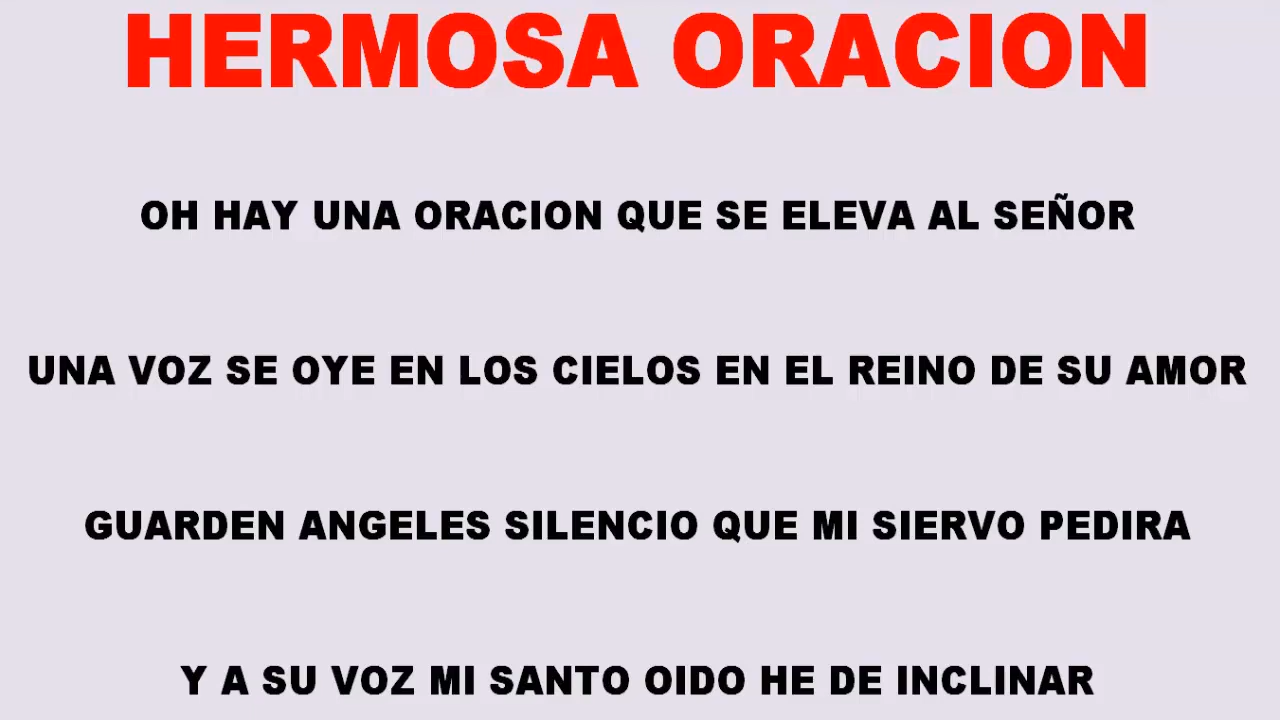 HERMOSA ORACION
OH HAY UNA ORACION QUE SE ELEVA AL SEÑOR
UNA VOZ SE OYE EN LOS CIELOS EN EL REINO DE SU AMOR
GUARDEN ANGELES SILENCIO QUE MI SIERVO PEDIRA
Y A SU VOZ MI SANTO OIDO HE DE INCLINAR